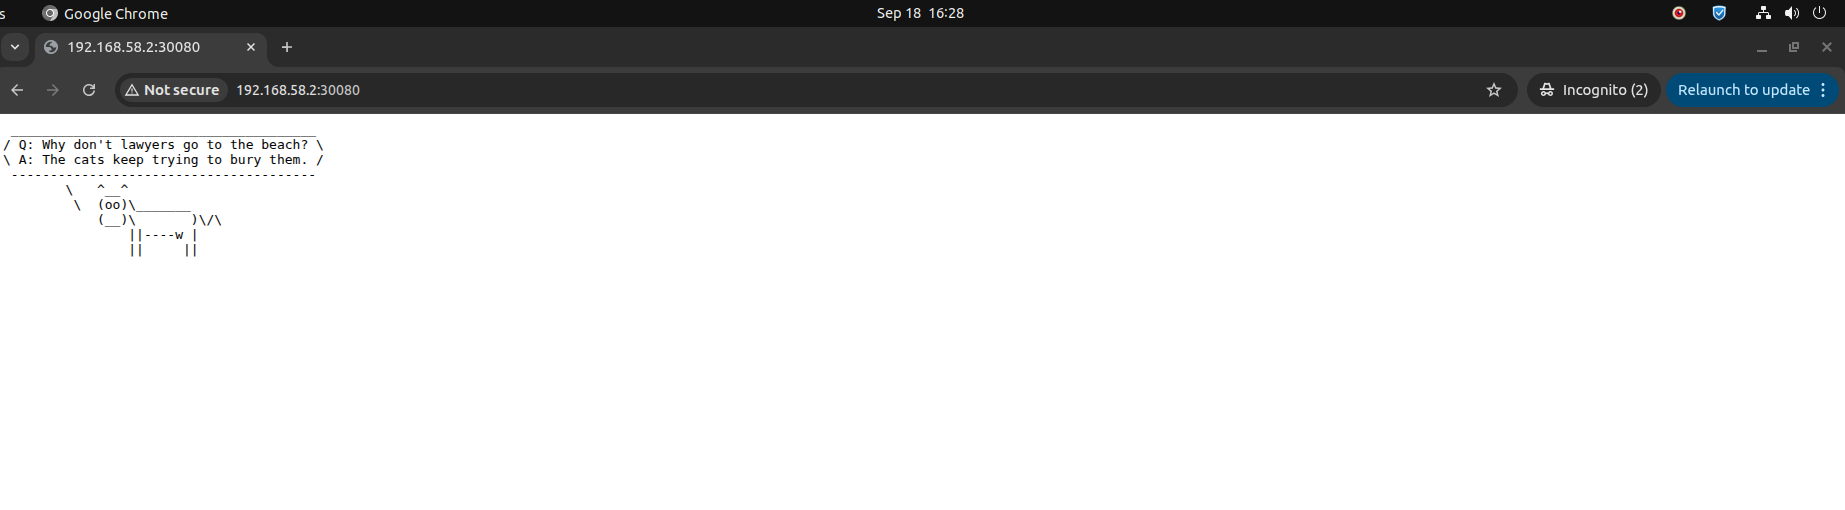 s Google Chrome Sep 18 16:28
192.168.58.2:30080
Not secure 192.168.58.2:30080 Incognito (2) Relaunch to update
 _______________________________________
/ Q: Why don't lawyers go to the beach? \
\ A: The cats keep trying to bury them. /
 ---------------------------------------
        \   ^__^
         \  (oo)\_______
            (__)\       )\/\
                ||----w |
                ||     ||